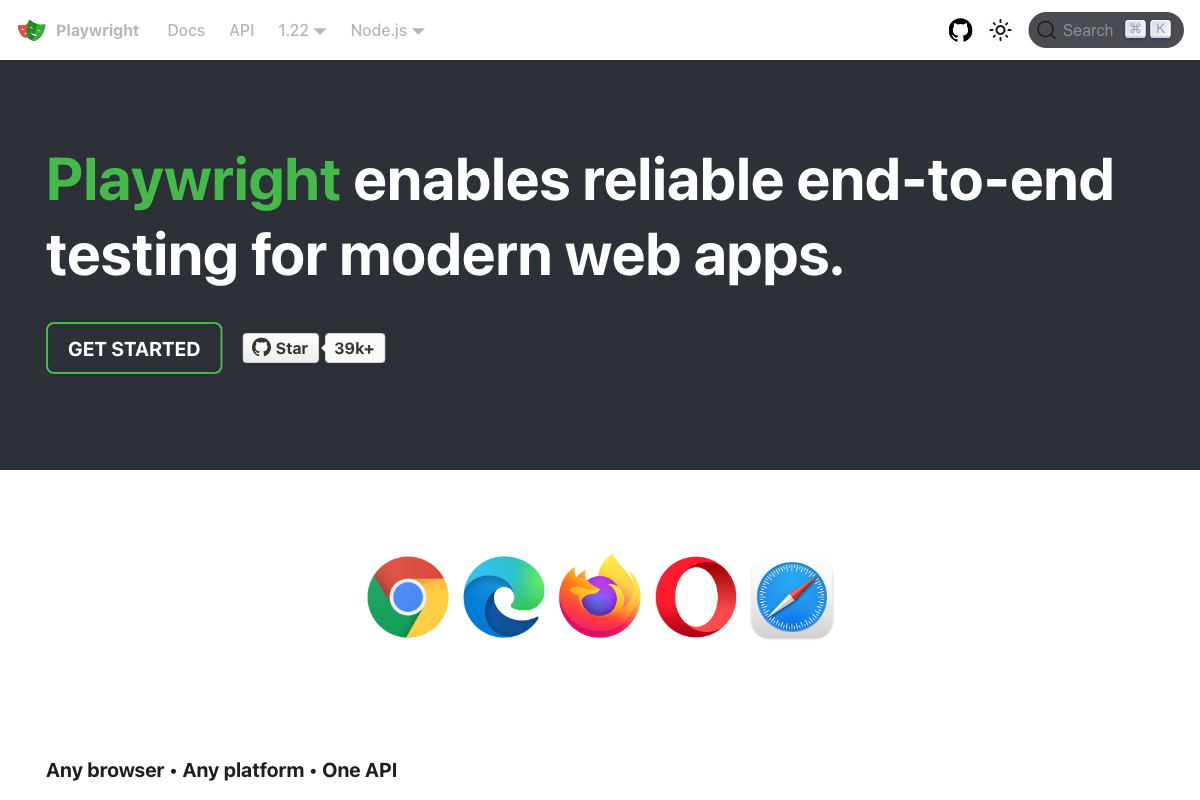 Playwright Docs API 1.22 Node.js Search ⌘ K
Playwright enables reliable end-to-end
testing for modern web apps.
GET STARTED Star 39k+
Any browser • Any platform • One API